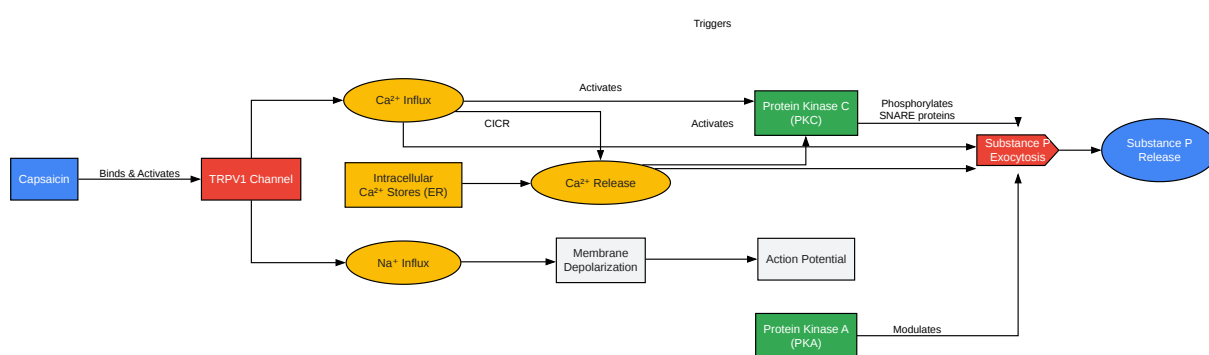 Triggers
Ca²⁺ Influx
Activates
Protein Kinase C
(PKC)
Phosphorylates
SNARE proteins
CICR
Activates
Substance P
Exocytosis
Substance P
Release
Capsaicin
Binds & Activates
TRPV1 Channel
Intracellular
Ca²⁺ Stores (ER)
Ca²⁺ Release
Na⁺ Influx
Membrane
Depolarization
Action Potential
Protein Kinase A
(PKA)
Modulates